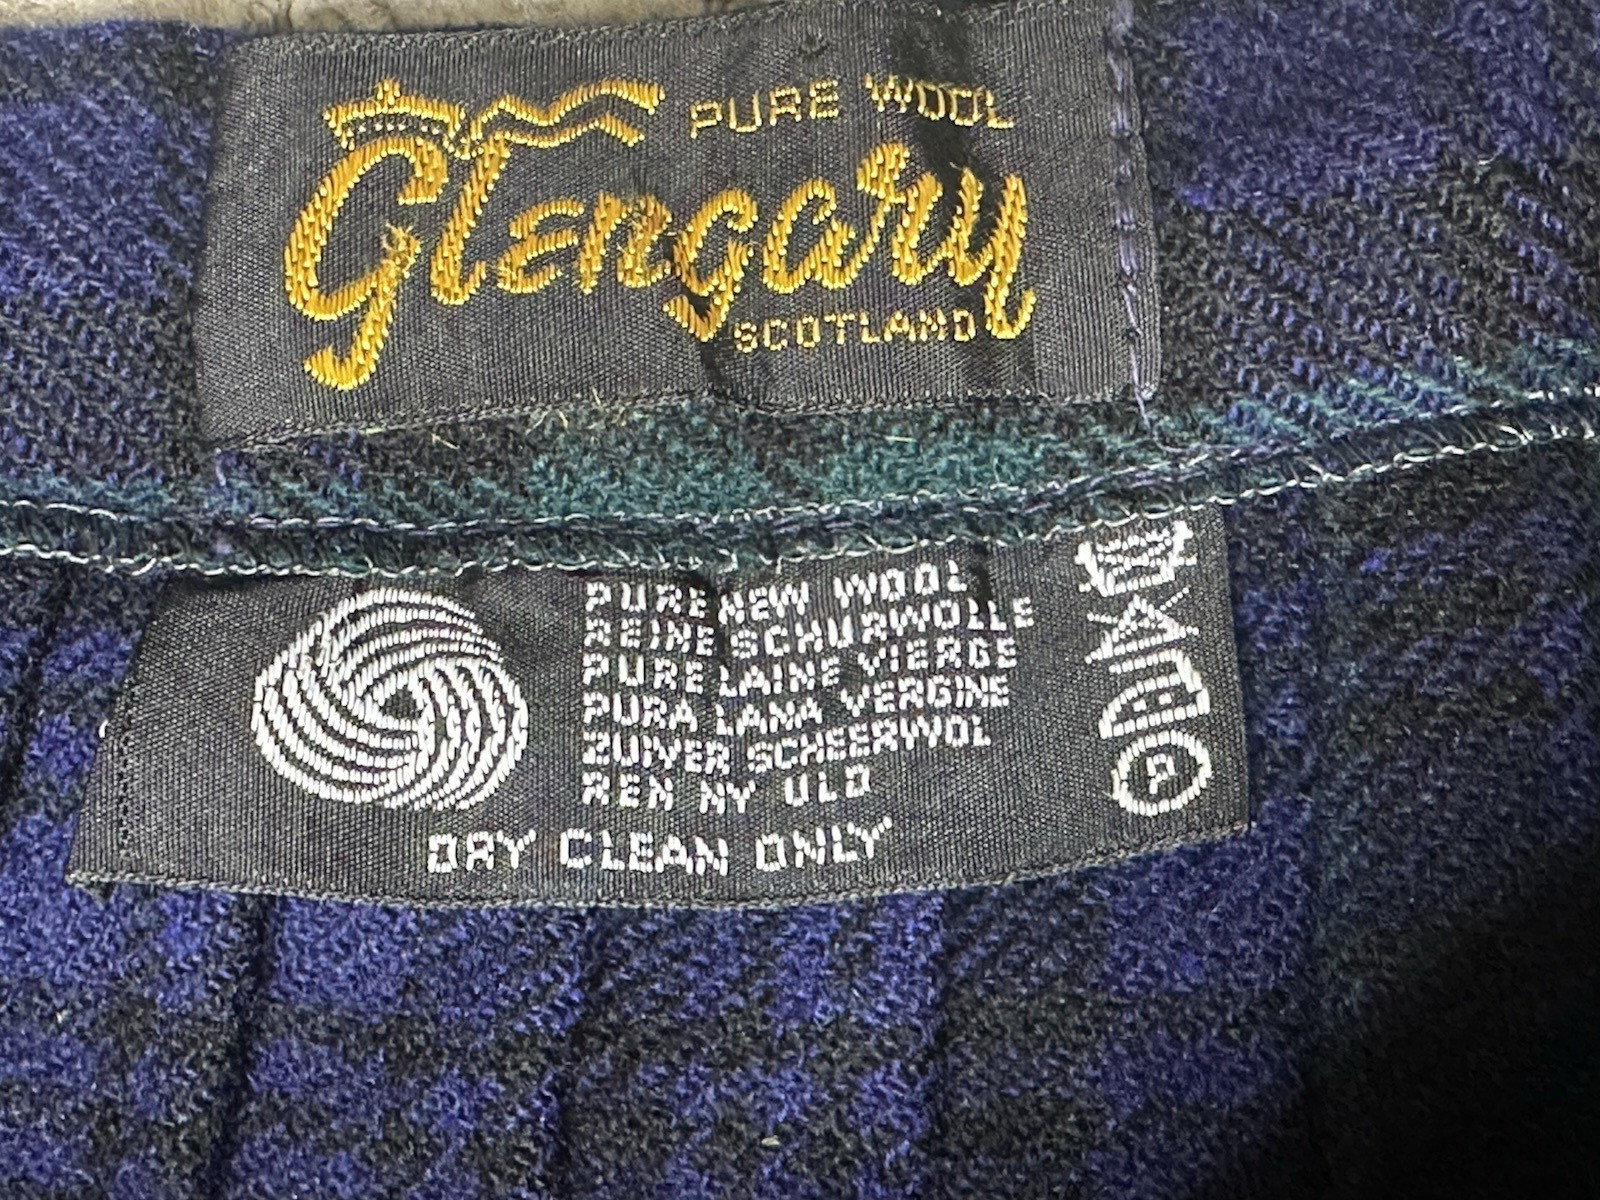 PURE WOOL
Glengary
SCOTLAND
PURE NEW WOOL
REINE SCHURWOLLE
PURE LAINE VIERGE
PURA LANA VERGINE
ZUIVER SCHEERWOL
REN NY ULD
DRY CLEAN ONLY
P